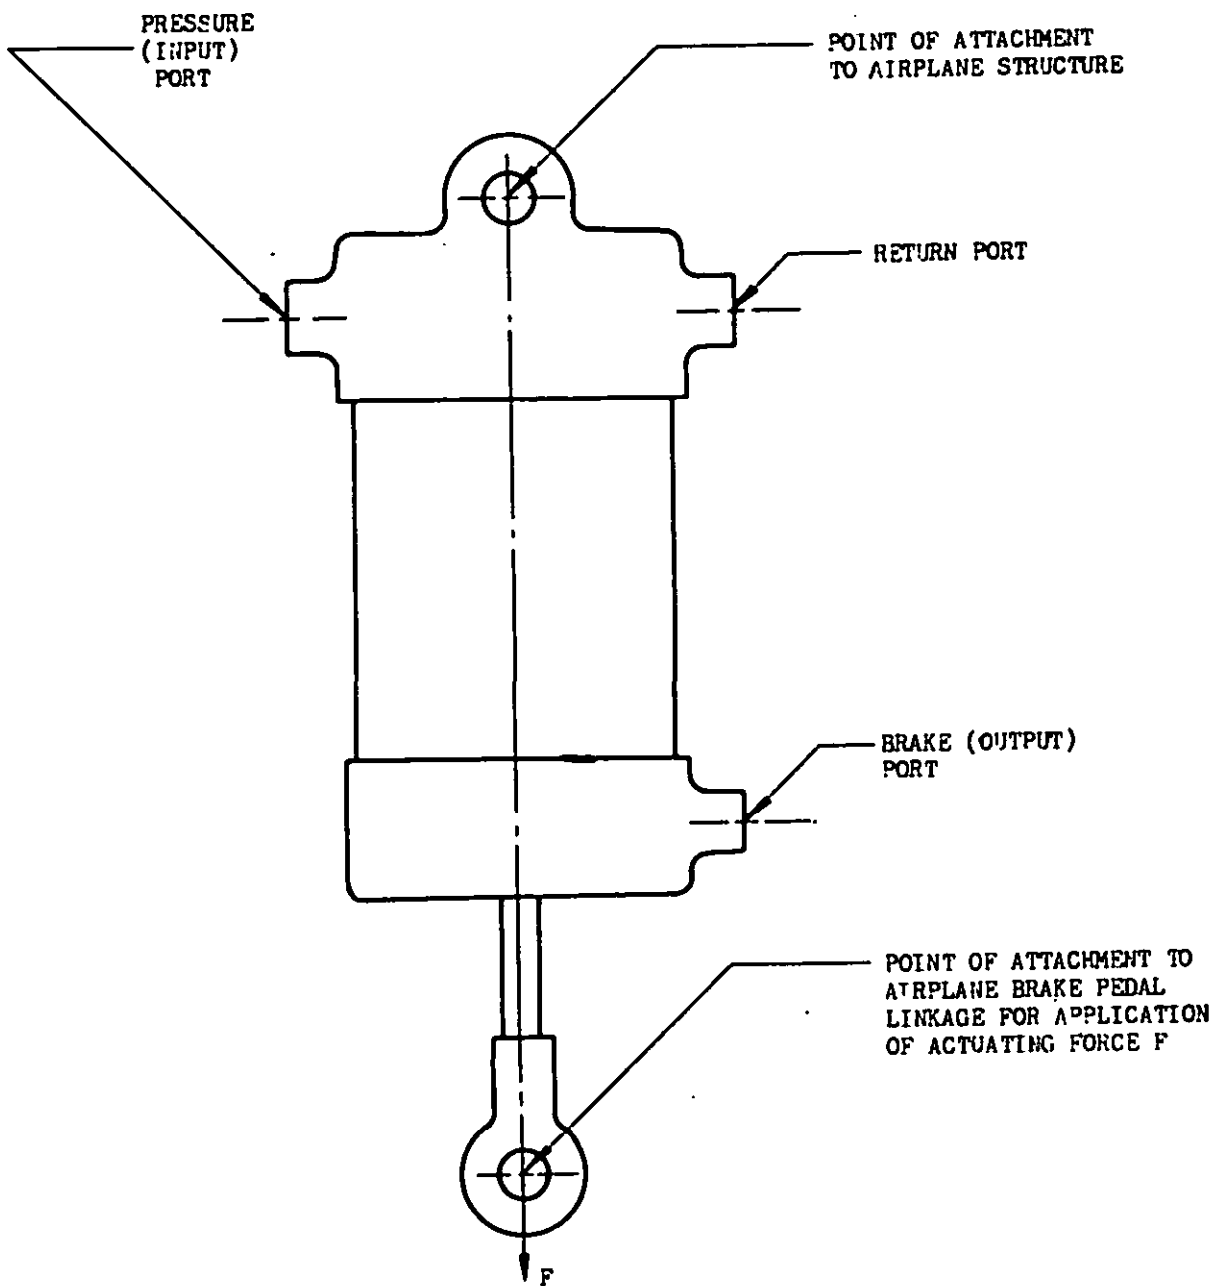 PRESSURE
(INPUT)
PORT
POINT OF ATTACHMENT
TO AIRPLANE STRUCTURE
RETURN PORT
BRAKE (OUTPUT)
PORT
POINT OF ATTACHMENT TO
AIRPLANE BRAKE PEDAL
LINKAGE FOR APPLICATION
OF ACTUATING FORCE F
F